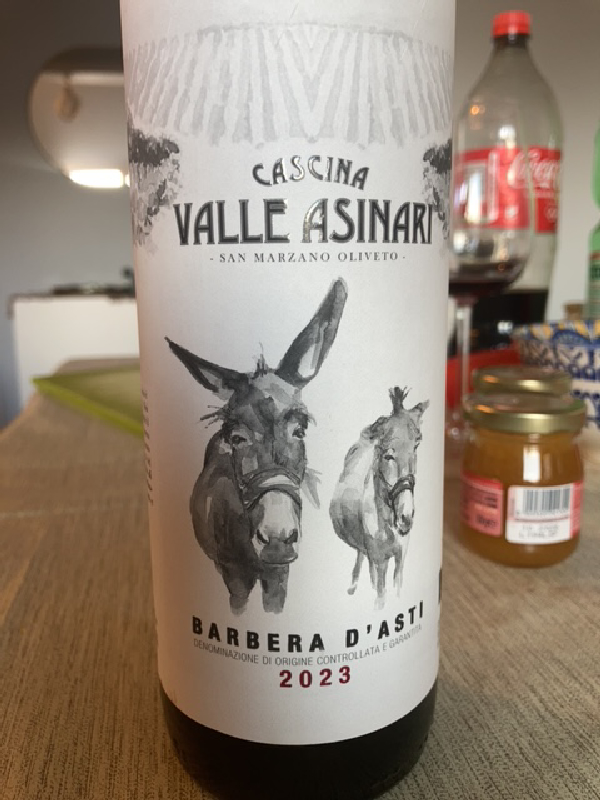 CASCINA
VALLE ASINARI
- SAN MARZANO OLIVETO -
BARBERA D'ASTI
DENOMINAZIONE DI ORIGINE CONTROLLATA E GARANTITA
2023